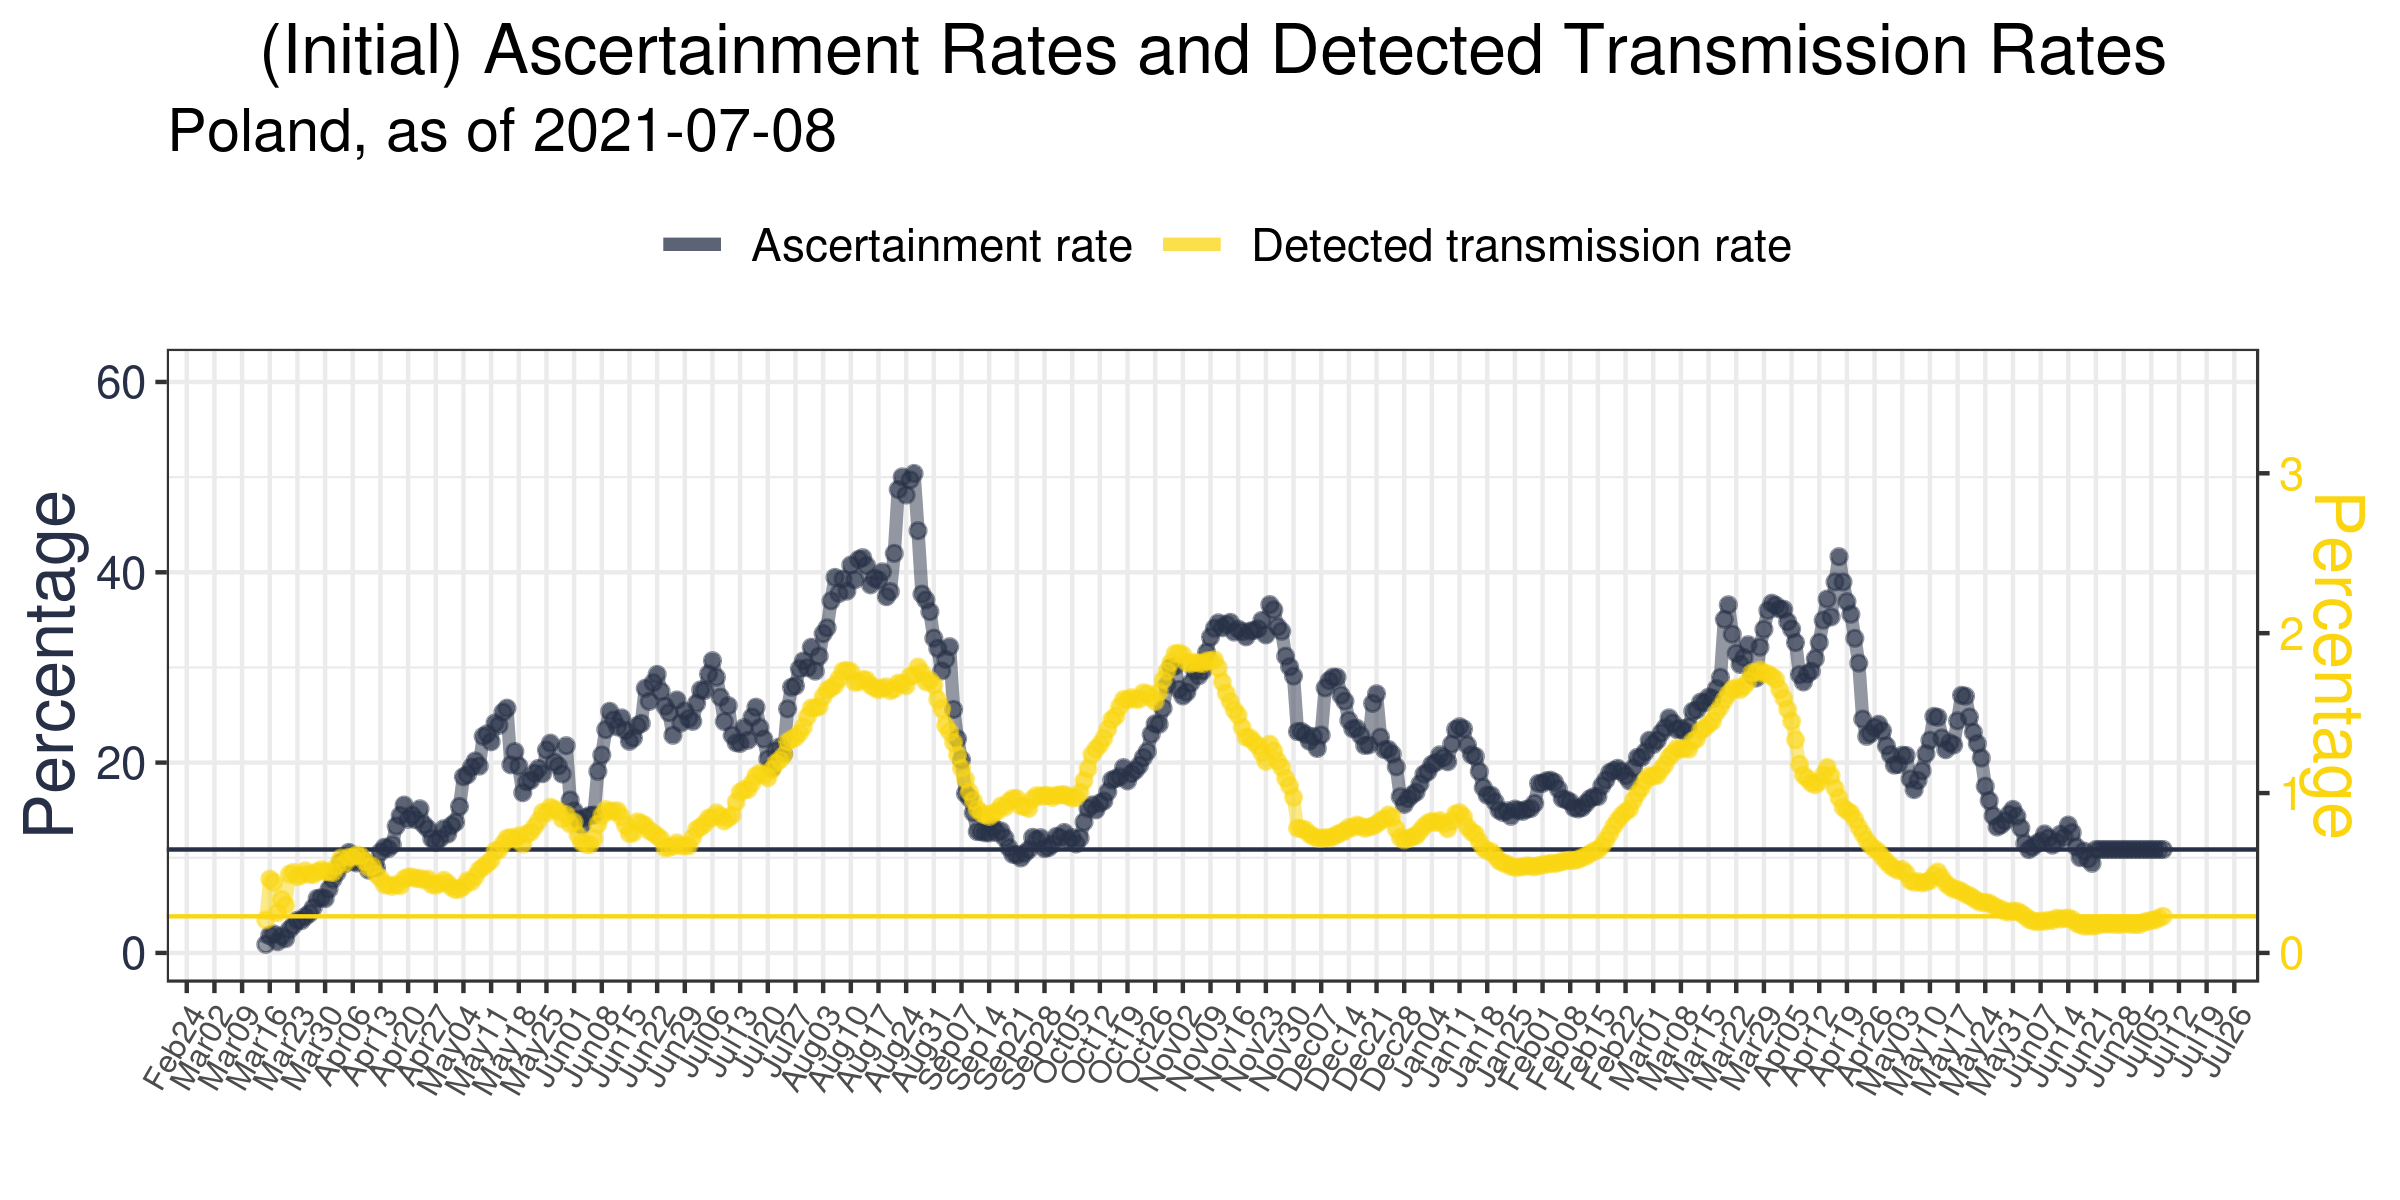 (Initial) Ascertainment Rates and Detected Transmission Rates
Poland, as of 2021-07-08
Ascertainment rate Detected transmission rate
Percentage
60
40
20
0
3
2
1
0
Percentage
Feb24 Mar02 Mar09 Mar16 Mar23 Mar30 Apr06 Apr13 Apr20 Apr27 May04 May11 May18 May25 Jun01 Jun08 Jun15 Jun22 Jun29 Jul06 Jul13 Jul20 Jul27 Aug03 Aug10 Aug17 Aug24 Aug31 Sep07 Sep14 Sep21 Sep28 Oct05 Oct12 Oct19 Oct26 Nov02 Nov09 Nov16 Nov23 Nov30 Dec07 Dec14 Dec21 Dec28 Jan04 Jan11 Jan18 Jan25 Feb01 Feb08 Feb15 Feb22 Mar01 Mar08 Mar15 Mar22 Mar29 Apr05 Apr12 Apr19 Apr26 May03 May10 May17 May24 May31 Jun07 Jun14 Jun21 Jun28 Jul05 Jul12 Jul19 Jul26